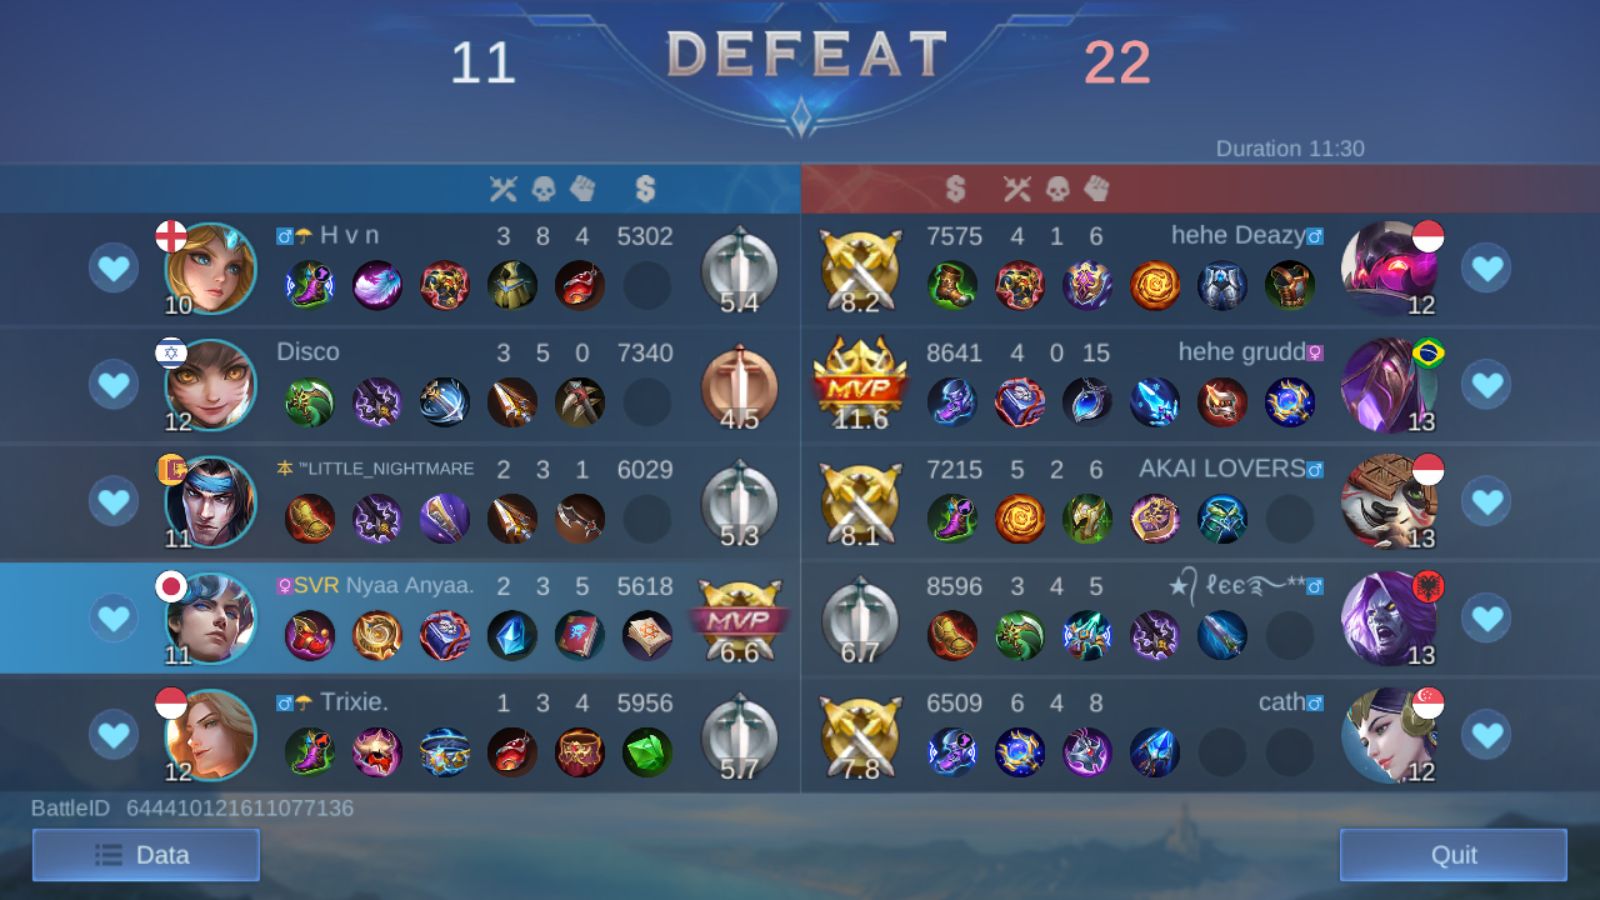 11 DEFEAT 22
Duration 11:30
H v n 3 8 4 5302
10 5.4
8.2 7575 4 1 6 hehe Deazy
12
Disco 3 5 0 7340
12 4.5
MVP 11.6 8641 4 0 15 hehe grudd
13
本 ™LITTLE_NIGHTMARE 2 3 1 6029
11 5.3
8.1 7215 5 2 6 AKAI LOVERS
13
SVR Nyaa Anyaa. 2 3 5 5618
11 MVP 6.6
6.7 8596 3 4 5 ℓєє
13
Trixie. 1 3 4 5956
12 5.7
7.8 6509 6 4 8 cath
12
BattleID 644410121611077136
Data
Quit